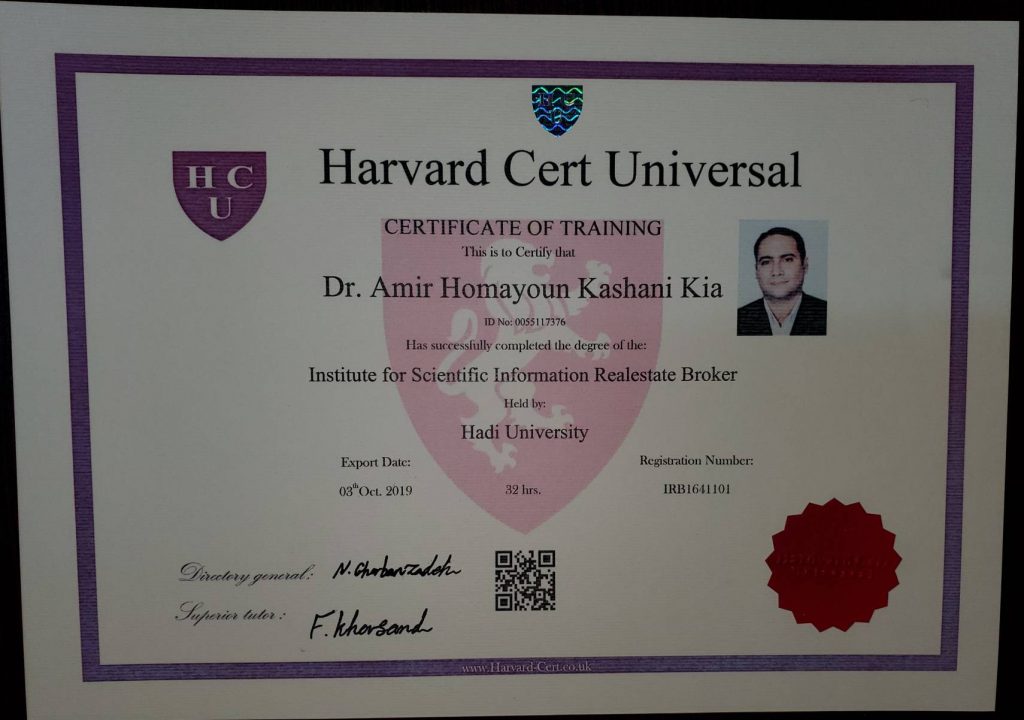 H C
U
Harvard Cert Universal
CERTIFICATE OF TRAINING
This is to Certify that
Dr. Amir Homayoun Kashani Kia
ID No: 0055117376
Has successfully completed the degree of the:
Institute for Scientific Information Realestate Broker
Held by:
Hadi University
Export Date:
Registration Number:
03th Oct. 2019
32 hrs.
IRB1641101
Directory general:
N. Ghorbanzadeh
Superior tutor:
F. Khorsand
www.Harvard-Cert.co.uk